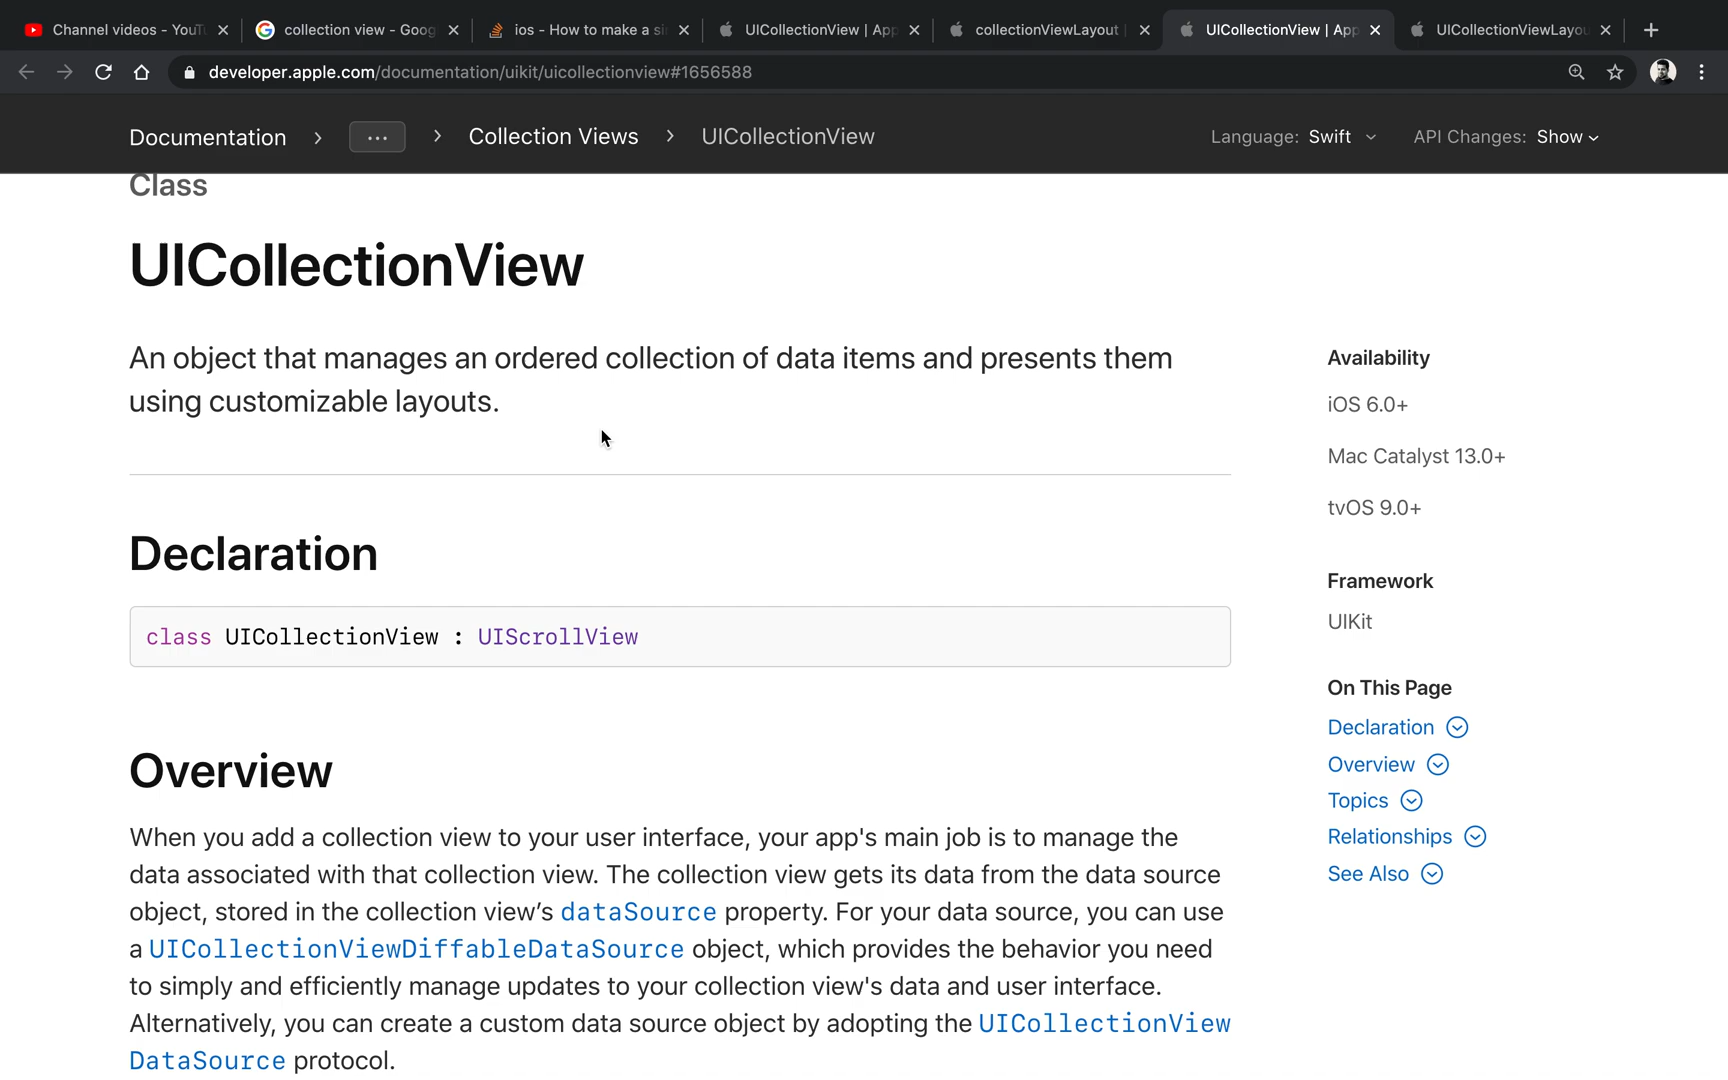 Channel videos - YouT
collection view - Goog
ios - How to make a si
UICollectionView | App
collectionViewLayout |
UICollectionView | App
UICollectionViewLayou
developer.apple.com/documentation/uikit/uicollectionview#1656588
Documentation > ··· > Collection Views > UICollectionView
Language: Swift
API Changes: Show
Class
UICollectionView
An object that manages an ordered collection of data items and presents them
using customizable layouts.
Availability
iOS 6.0+
Mac Catalyst 13.0+
tvOS 9.0+
Framework
UIKit
On This Page
Declaration
Overview
Topics
Relationships
See Also
Declaration
class UICollectionView : UIScrollView
Overview
When you add a collection view to your user interface, your app's main job is to manage the
data associated with that collection view. The collection view gets its data from the data source
object, stored in the collection view’s dataSource property. For your data source, you can use
a UICollectionViewDiffableDataSource object, which provides the behavior you need
to simply and efficiently manage updates to your collection view's data and user interface.
Alternatively, you can create a custom data source object by adopting the UICollectionView
DataSource protocol.